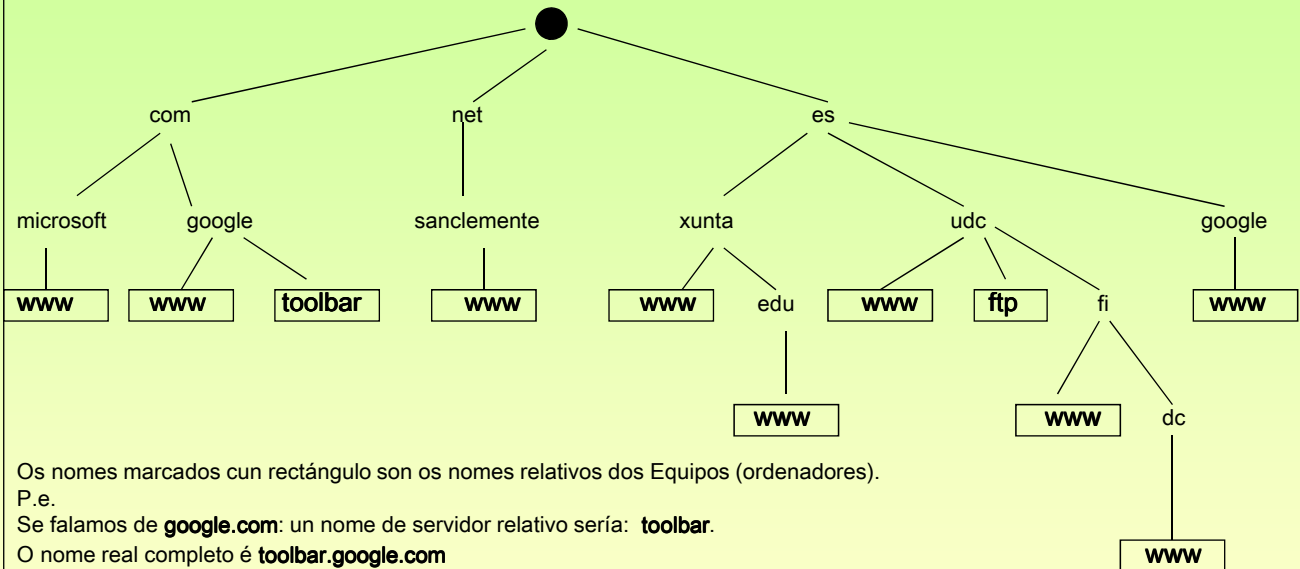 com net es
microsoft google sanclemente xunta udc google
www www toolbar www www edu www ftp fi www
www www dc
Os nomes marcados cun rectángulo son os nomes relativos dos Equipos (ordenadores).
P.e.
Se falamos de google.com: un nome de servidor relativo sería: toolbar.
O nome real completo é toolbar.google.com
www